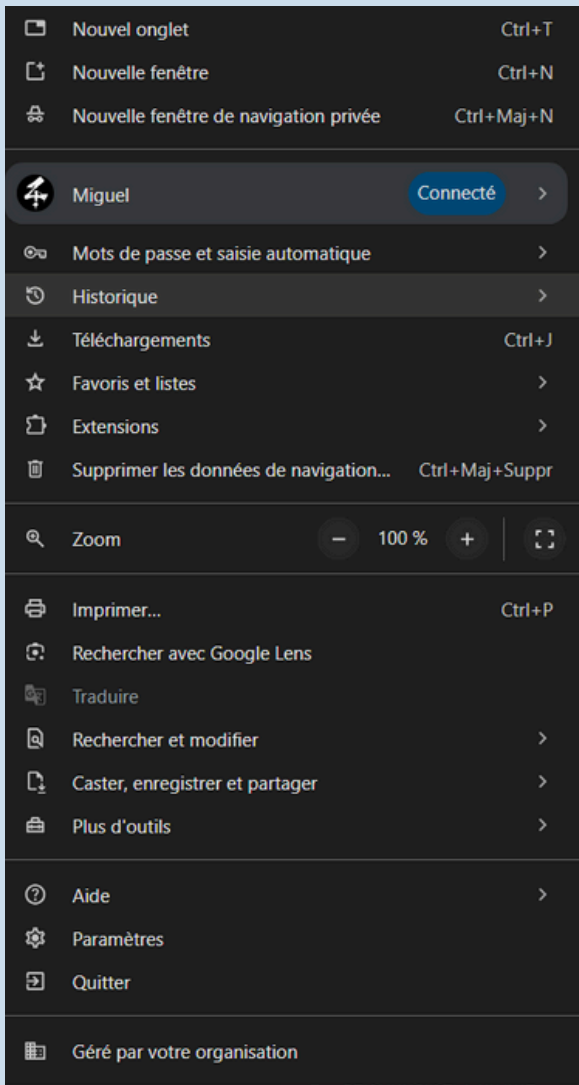 Nouvel onglet Ctrl+T
Nouvelle fenêtre Ctrl+N
Nouvelle fenêtre de navigation privée Ctrl+Maj+N
Miguel Connecté
Mots de passe et saisie automatique
Historique
Téléchargements Ctrl+J
Favoris et listes
Extensions
Supprimer les données de navigation... Ctrl+Maj+Suppr
Zoom − 100 % +
Imprimer... Ctrl+P
Rechercher avec Google Lens
Traduire
Rechercher et modifier
Caster, enregistrer et partager
Plus d'outils
Aide
Paramètres
Quitter
Géré par votre organisation